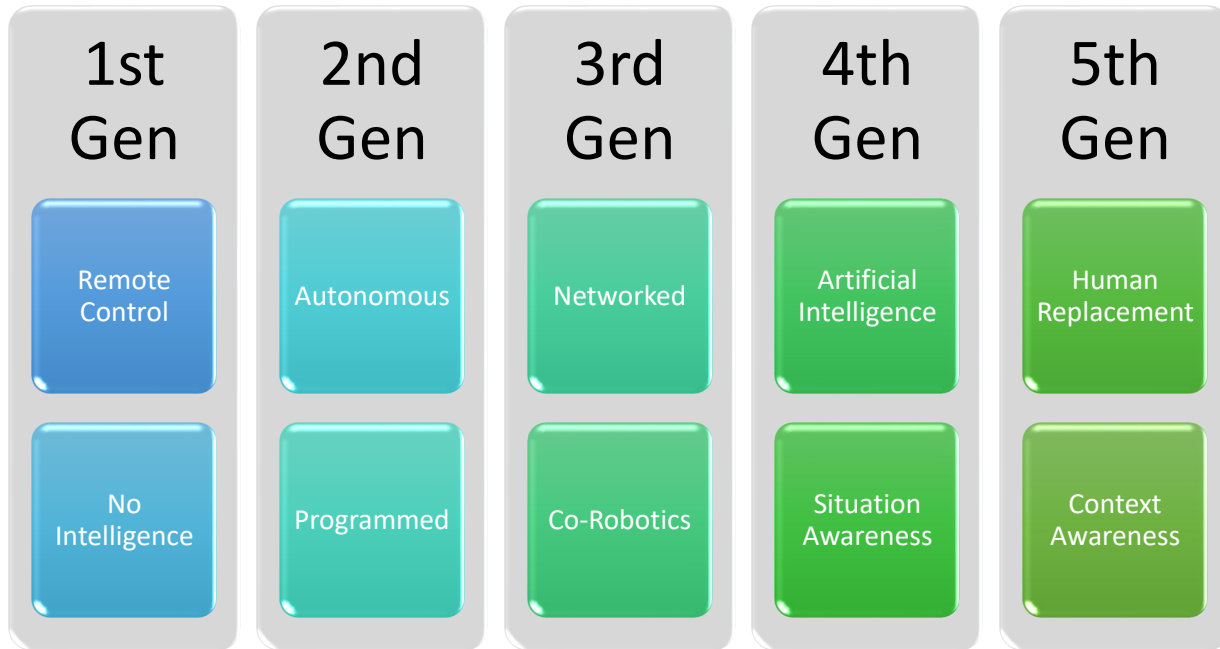 1st
Gen
Remote
Control
No
Intelligence
2nd
Gen
Autonomous
Programmed
3rd
Gen
Networked
Co-Robotics
4th
Gen
Artificial
Intelligence
Situation
Awareness
5th
Gen
Human
Replacement
Context
Awareness